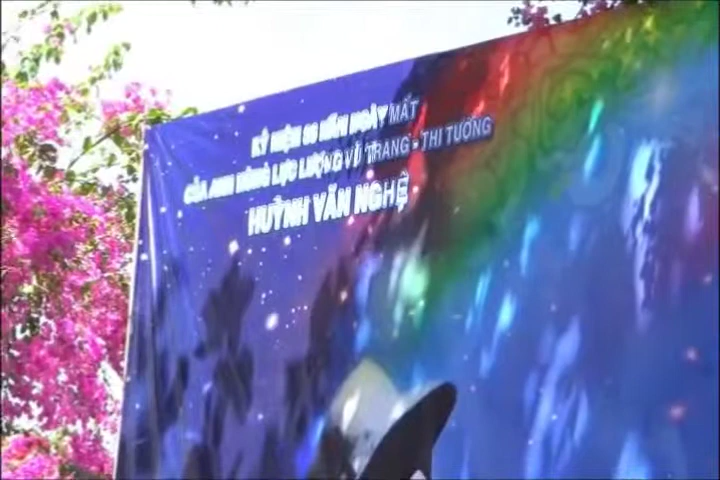 KỶ NIỆM NĂM NGÀY MẤT
CỦA ANH HÙNG LỰC LƯỢNG VŨ TRANG - THI TƯỚNG
HUỲNH VĂN NGHỆ